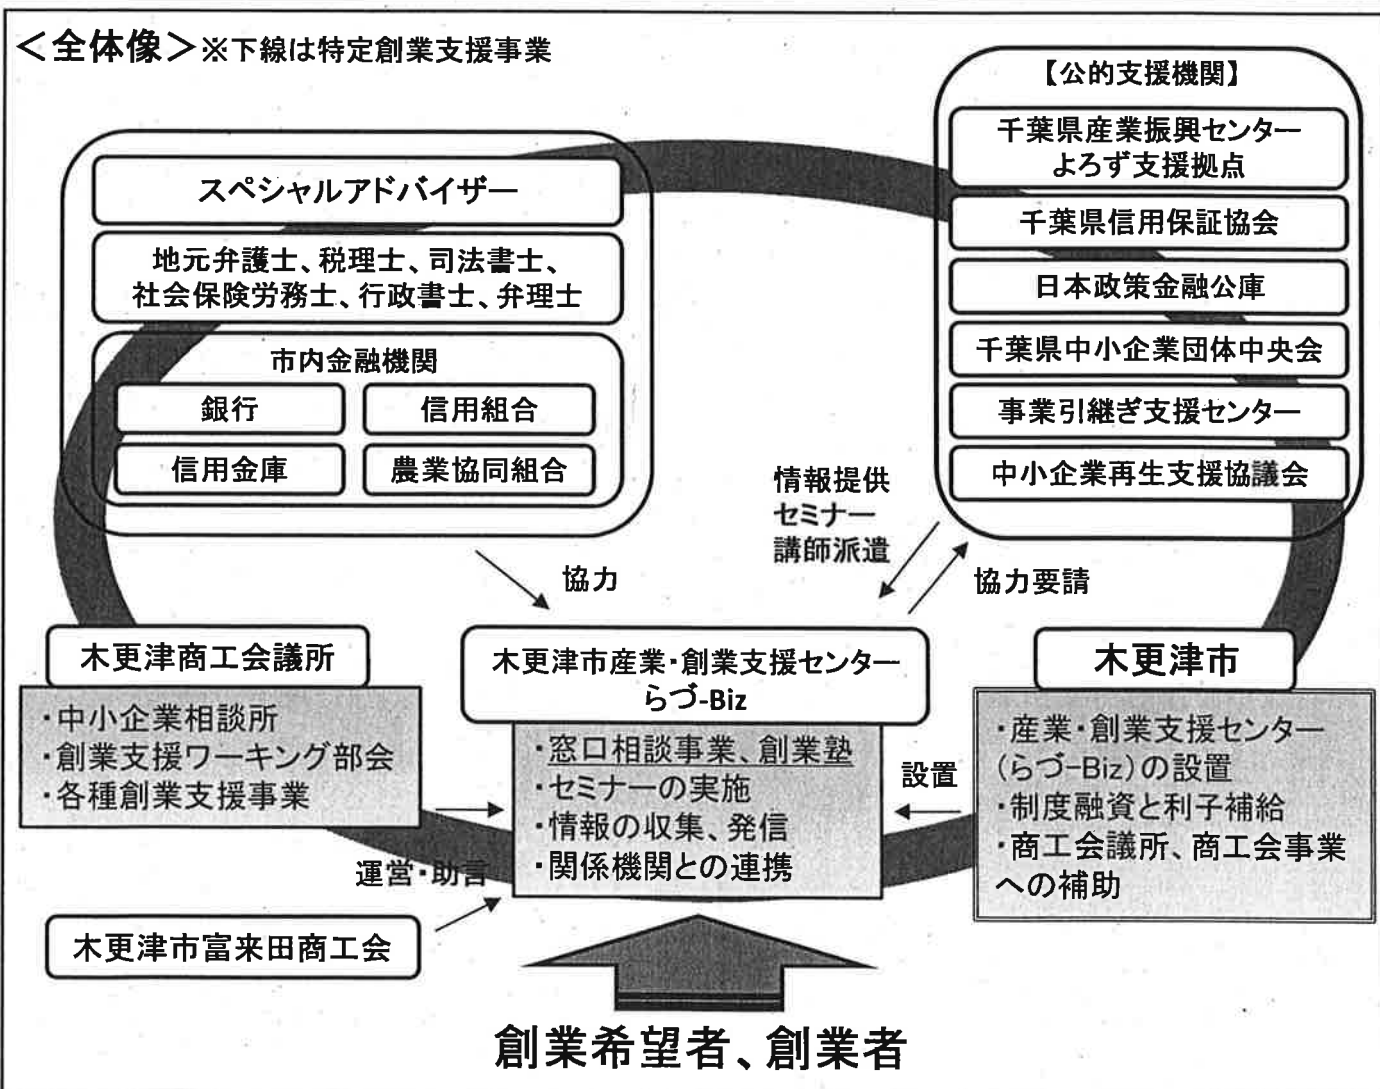 ＜全体像＞※下線は特定創業支援事業
スペシャルアドバイザー
地元弁護士、税理士、司法書士、
社会保険労務士、行政書士、弁理士
市内金融機関
銀行
信用組合
信用金庫
農業協同組合
【公的支援機関】
千葉県産業振興センター
よろず支援拠点
千葉県信用保証協会
日本政策金融公庫
千葉県中小企業団体中央会
事業引継ぎ支援センター
中小企業再生支援協議会
協力
情報提供
セミナー
講師派遣
協力要請
木更津商工会議所
・中小企業相談所
・創業支援ワーキング部会
・各種創業支援事業
木更津市産業・創業支援センター
らづ-Biz
・窓口相談事業、創業塾
・セミナーの実施
・情報の収集、発信
・関係機関との連携
設置
木更津市
・産業・創業支援センター
(らづ-Biz)の設置
・制度融資と利子補給
・商工会議所、商工会事業
への補助
運営・助言
木更津市富来田商工会
創業希望者、創業者